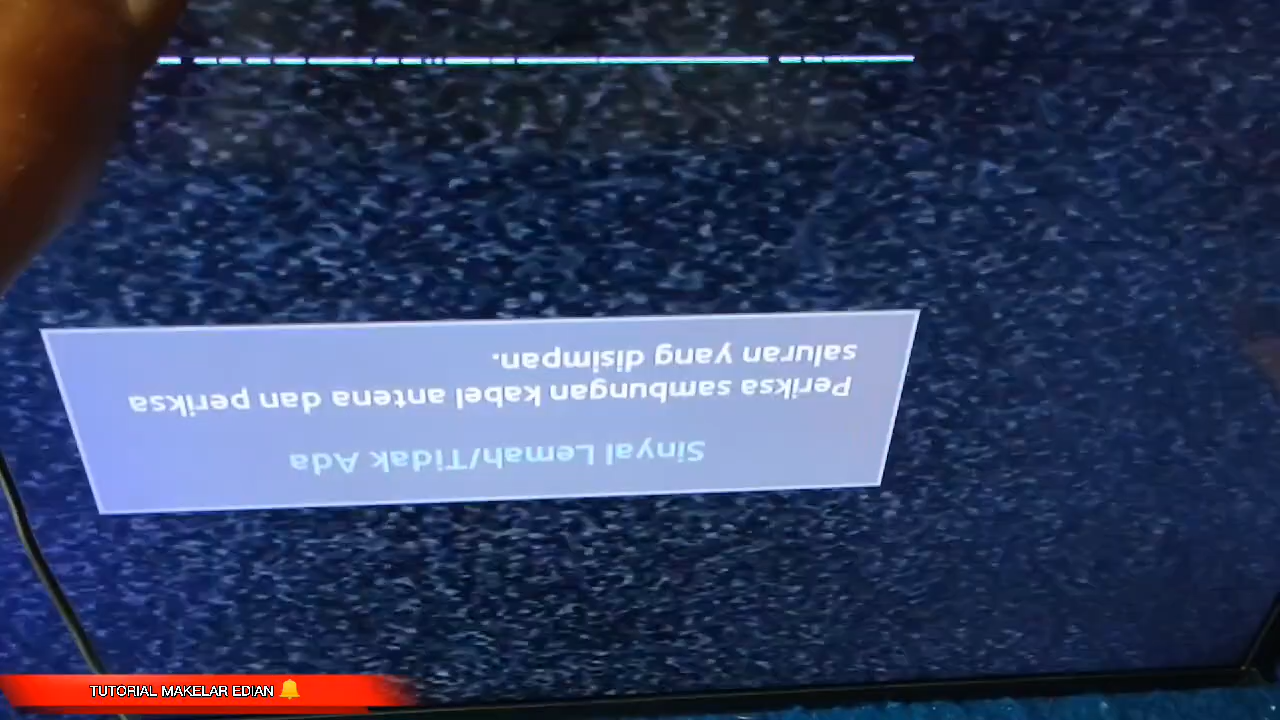 Sinyal Lemah/Tidak Ada
Periksa sambungan kabel antena dan periksa
saluran yang disimpan.
TUTORIAL MAKELAR EDIAN